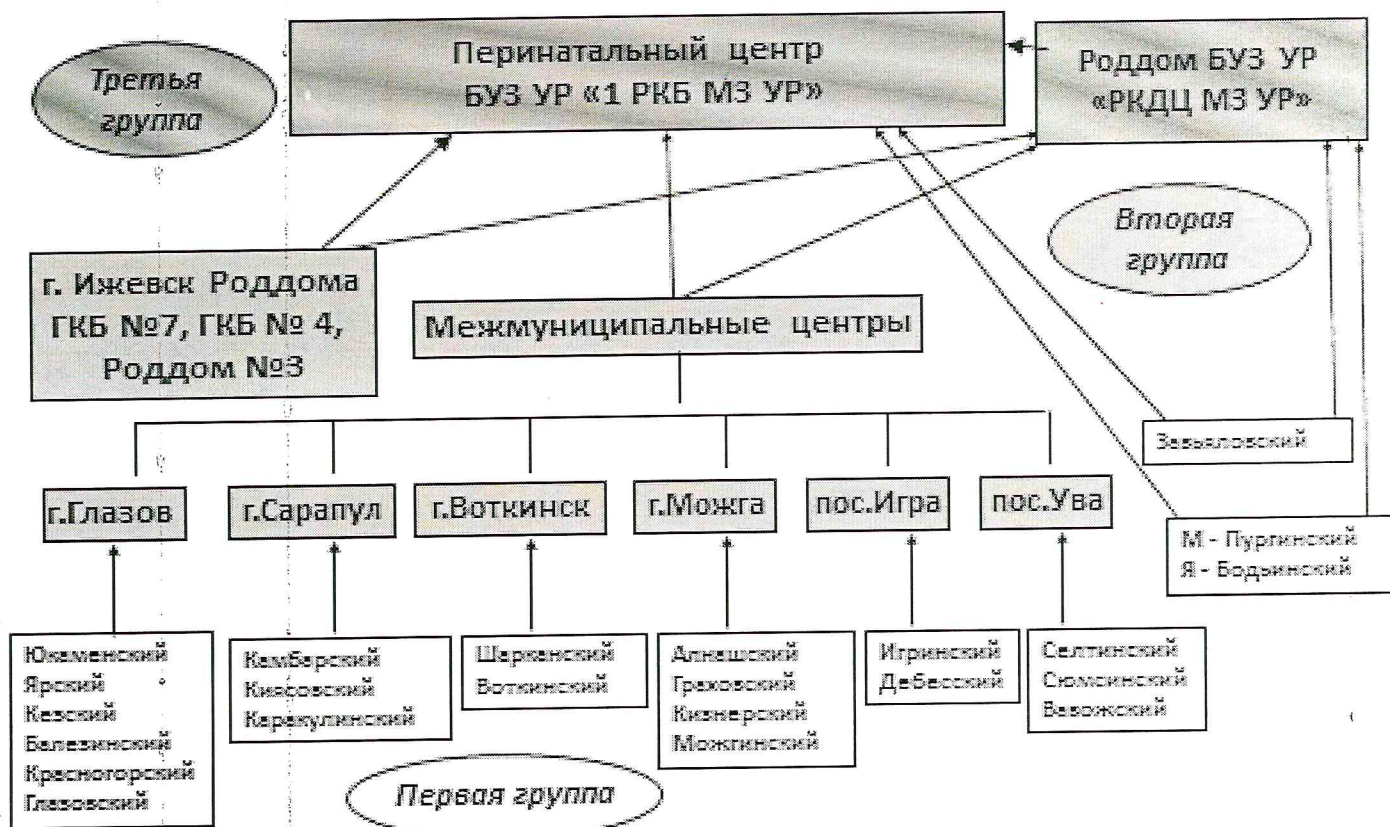 Третья
группа
Перинатальный центр
БУЗ УР «1 РКБ МЗ УР»
Роддом БУЗ УР
«РКДЦ МЗ УР»
Вторая
группа
г. Ижевск Роддома
ГКБ №7, ГКБ № 4,
Роддом №3
Межмуниципальные центры
Завьяловский
М - Пургинский
Я - Бодьинский
г.Глазов
г.Сарапул
г.Воткинск
г.Можга
пос.Игра
пос.Ува
Юкаменский
Ярский
Кезский
Балезинский
Красногорский
Глазовский
Камбарский
Киясовский
Каракулинский
Шарканский
Воткинский
Алнашский
Граховский
Кизнерский
Можгинский
Игринский
Дебесский
Селтинский
Сюмсинский
Вавожский
Первая группа